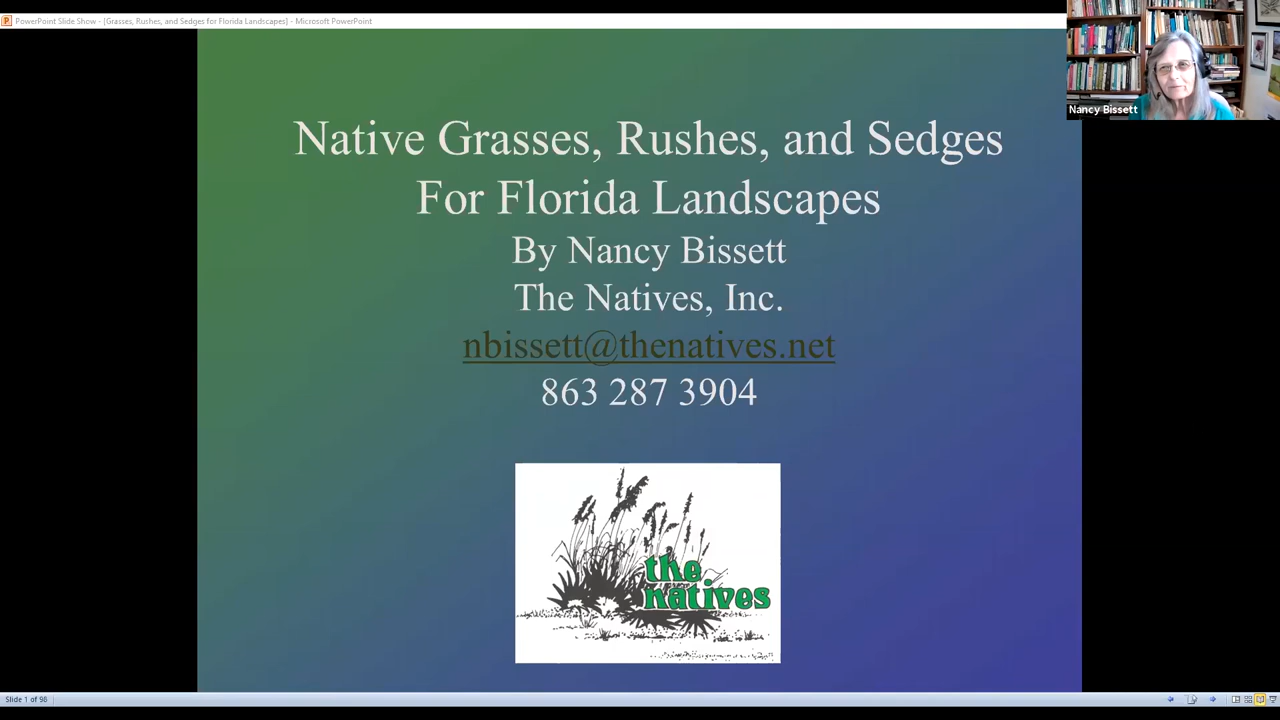 PowerPoint Slide Show - [Grasses, Rushes, and Sedges for Florida Landscapes] - Microsoft PowerPoint
Nancy Bissett
Native Grasses, Rushes, and Sedges
For Florida Landscapes
By Nancy Bissett
The Natives, Inc.
nbissett@thenatives.net
863 287 3904
the
natives
Slide 1 of 98